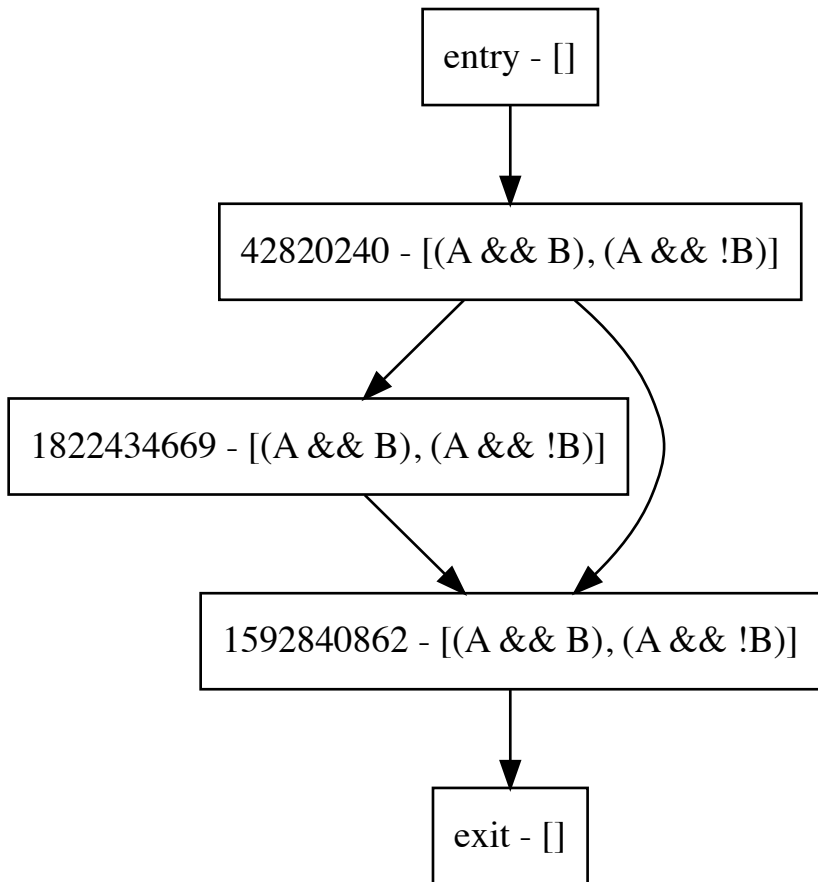 entry - []
42820240 - [(A && B), (A && !B)]
1822434669 - [(A && B), (A && !B)]
1592840862 - [(A && B), (A && !B)]
exit - []